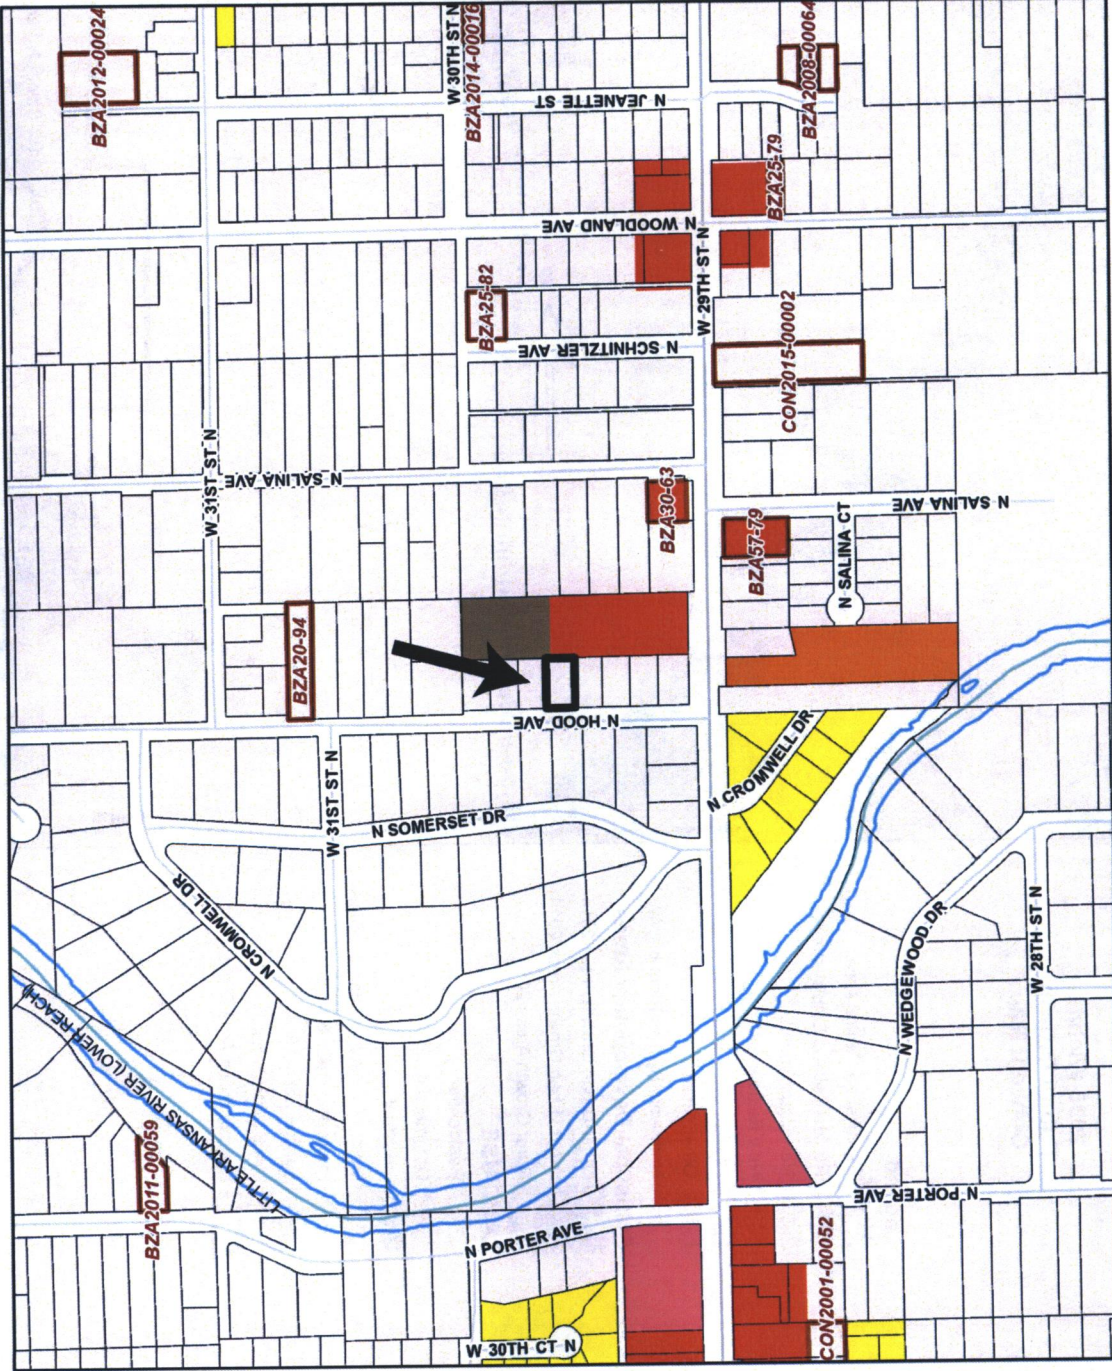 BZA2012-00024
W 30TH ST N
BZA2014-00016
BZA2008-00064
N JEANETTE ST
BZA25-79
N WOODLAND AVE
W 29TH ST N
BZA25-82
N SCHNITZLER AVE
CON2015-00002
W 31ST ST N
N SALINA AVE
BZA30-63
N SALINA AVE
BZA57-79
N SALINA CT
BZA20-94
N HOOD AVE
N CROMWELL DR
W 31ST ST N
N SOMERSET DR
N CROMWELL DR
N WEDGEWOOD DR
W 28TH ST N
LITTLE ARKANSAS RIVER (LOWER REACH)
BZA2011-00059
N PORTER AVE
N PORTER AVE
CON2001-00052
W 30TH CT N